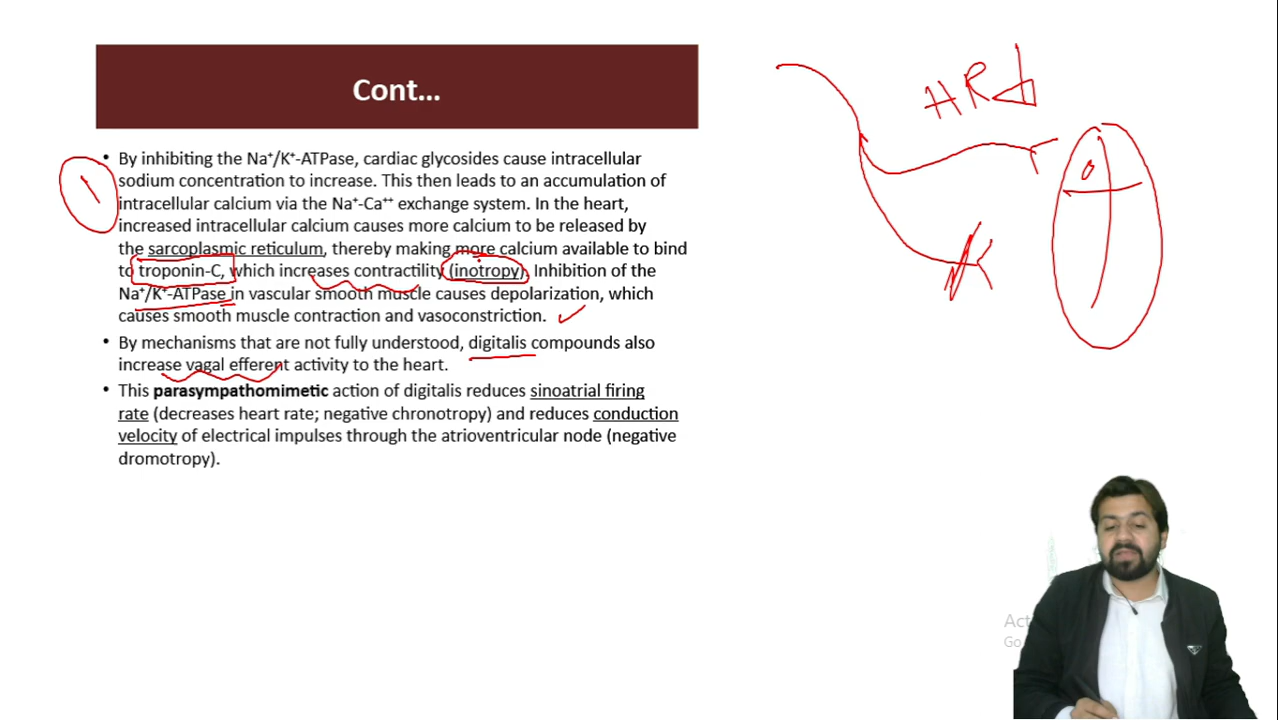 Cont...
• By inhibiting the Na⁺/K⁺-ATPase, cardiac glycosides cause intracellular
sodium concentration to increase. This then leads to an accumulation of
intracellular calcium via the Na⁺-Ca⁺⁺ exchange system. In the heart,
increased intracellular calcium causes more calcium to be released by
the sarcoplasmic reticulum, thereby making more calcium available to bind
to troponin-C, which increases contractility (inotropy). Inhibition of the
Na⁺/K⁺-ATPase in vascular smooth muscle causes depolarization, which
causes smooth muscle contraction and vasoconstriction.
• By mechanisms that are not fully understood, digitalis compounds also
increase vagal efferent activity to the heart.
• This parasympathomimetic action of digitalis reduces sinoatrial firing
rate (decreases heart rate; negative chronotropy) and reduces conduction
velocity of electrical impulses through the atrioventricular node (negative
dromotropy).
HR
Act
Go